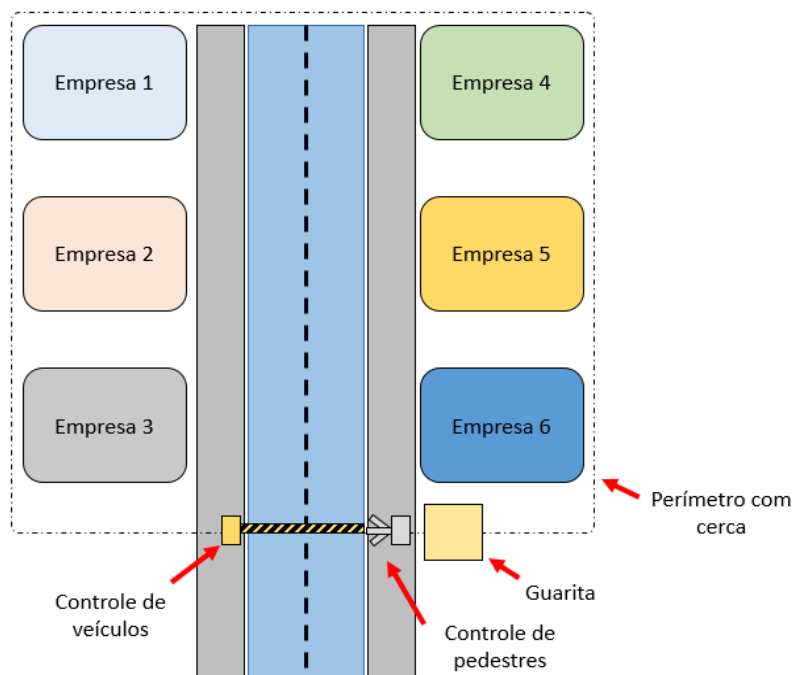 Empresa 1
Empresa 4
Empresa 2
Empresa 5
Empresa 3
Empresa 6
Perímetro com
cerca
Guarita
Controle de
veículos
Controle de
pedestres